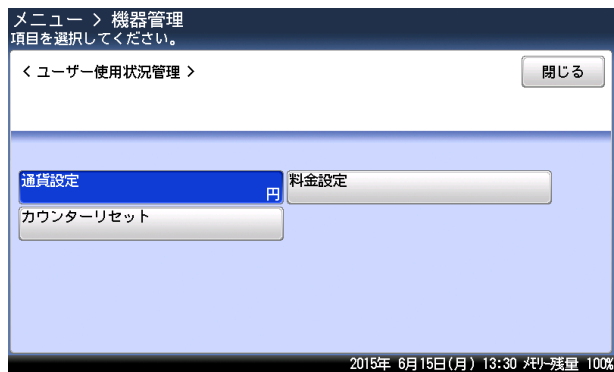 メニュー > 機器管理
項目を選択してください。
< ユーザー使用状況管理 >
閉じる
通貨設定
円
料金設定
カウンターリセット
2015年 6月15日(月) 13:30 ﾒﾓﾘｰ残量 100%